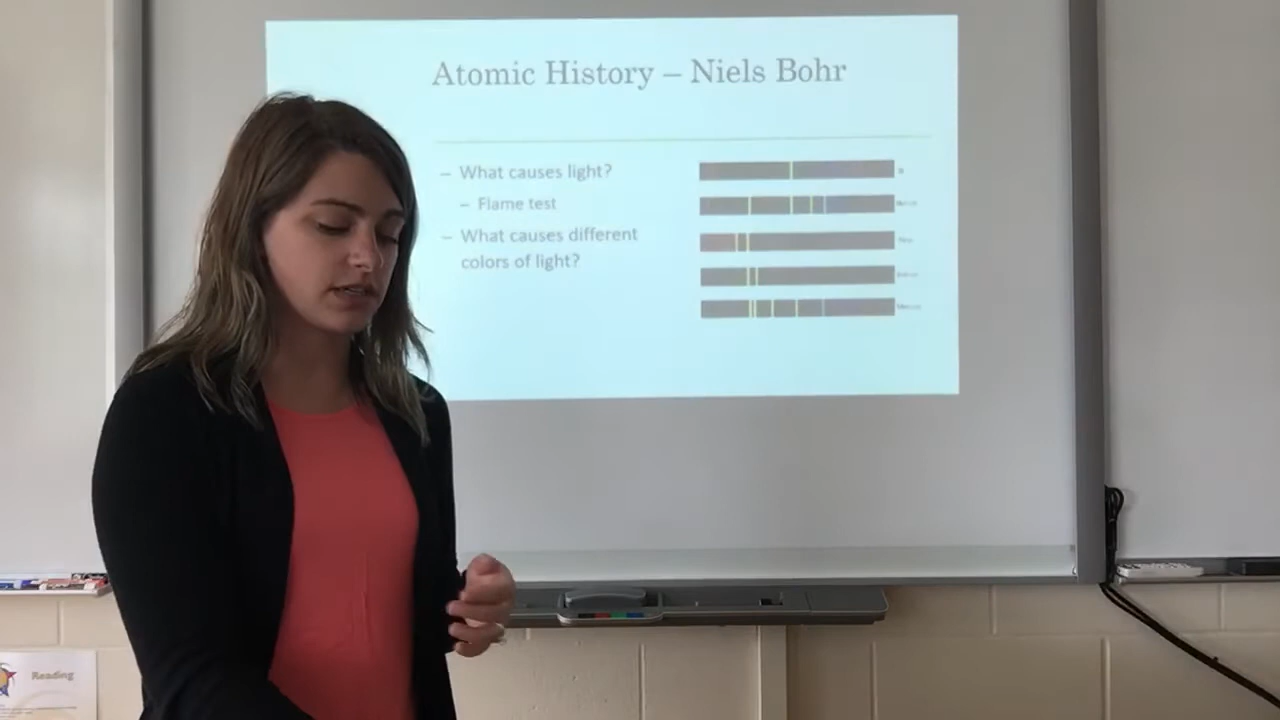 Atomic History – Niels Bohr
– What causes light?
– Flame test
– What causes different
colors of light?
Reading